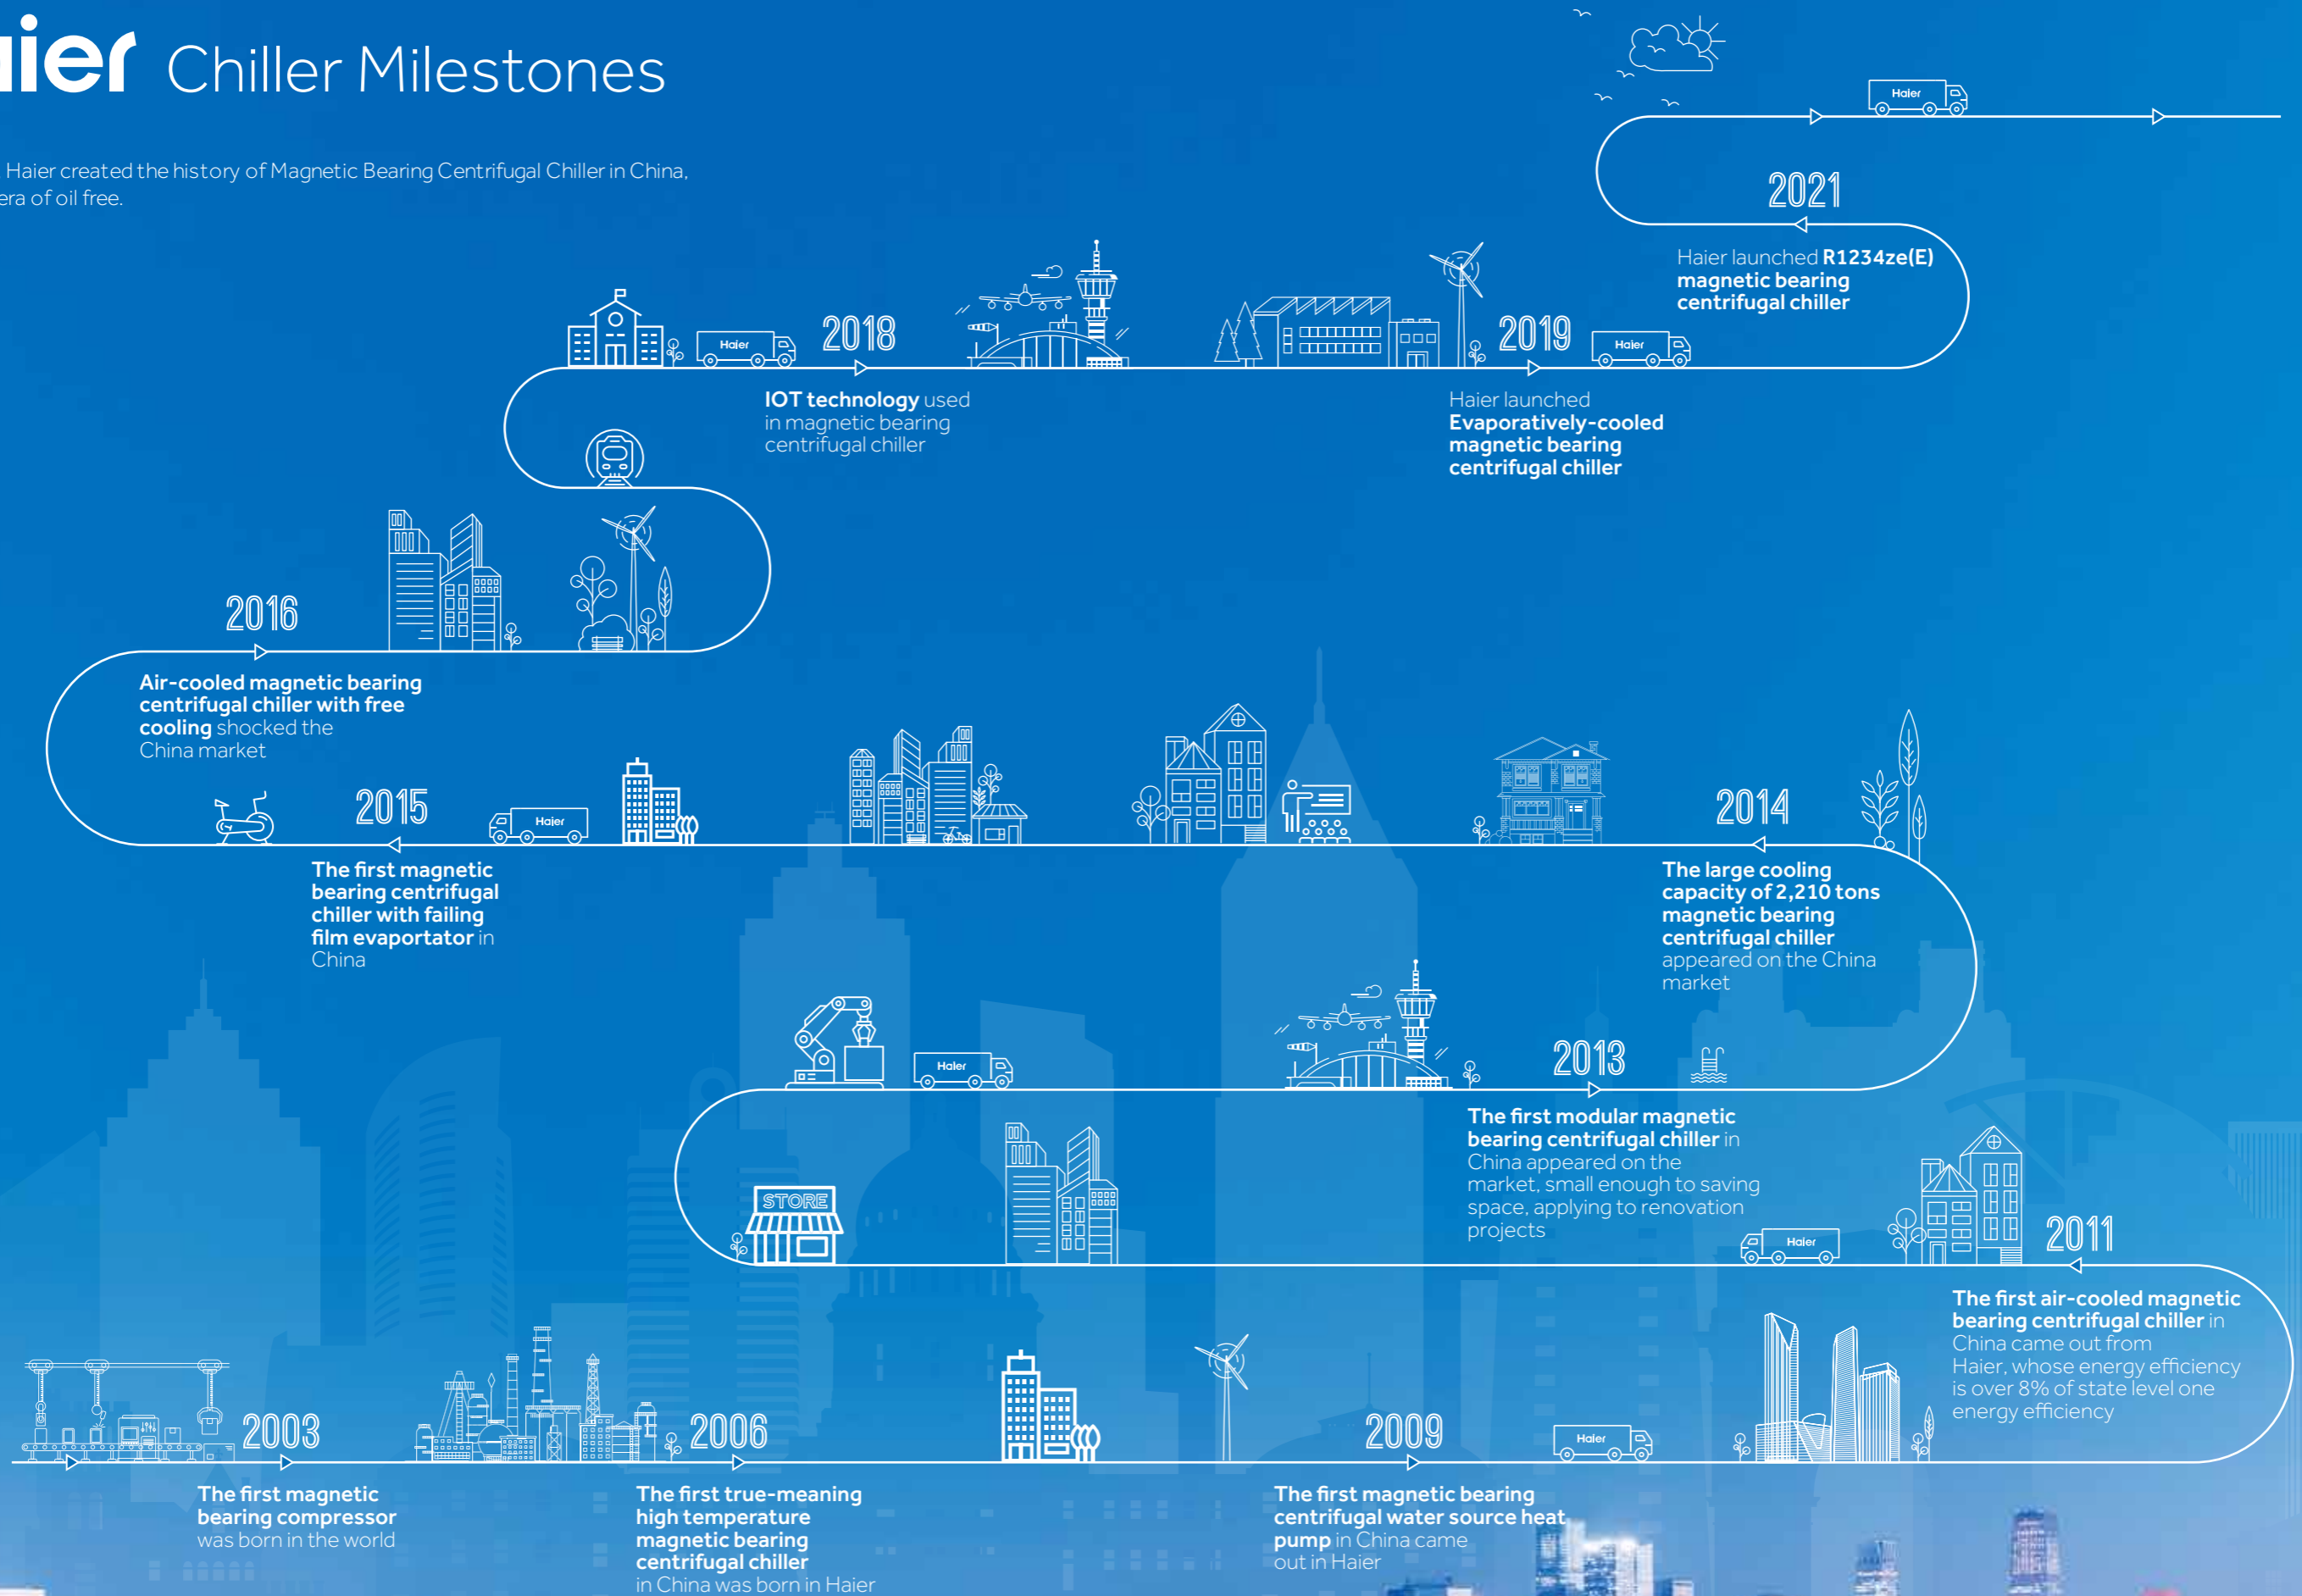 aier Chiller Milestones
Haier created the history of Magnetic Bearing Centrifugal Chiller in China,
era of oil free.
Haier
2021
Haier launched R1234ze(E)
magnetic bearing
centrifugal chiller
Haier
2018
2019
Haier
IOT technology used
in magnetic bearing
centrifugal chiller
Haier launched
Evaporatively-cooled
magnetic bearing
centrifugal chiller
2016
Air-cooled magnetic bearing
centrifugal chiller with free
cooling shocked the
China market
2015
Haier
2014
The first magnetic
bearing centrifugal
chiller with failing
film evaportator in
China
The large cooling
capacity of 2,210 tons
magnetic bearing
centrifugal chiller
appeared on the China
market
Haier
2013
The first modular magnetic
bearing centrifugal chiller in
China appeared on the
market, small enough to saving
space, applying to renovation
projects
STORE
Haier
2011
The first air-cooled magnetic
bearing centrifugal chiller in
China came out from
Haier, whose energy efficiency
is over 8% of state level one
energy efficiency
2003
2006
2009
Haier
The first magnetic
bearing compressor
was born in the world
The first true-meaning
high temperature
magnetic bearing
centrifugal chiller
in China was born in Haier
The first magnetic bearing
centrifugal water source heat
pump in China came
out in Haier